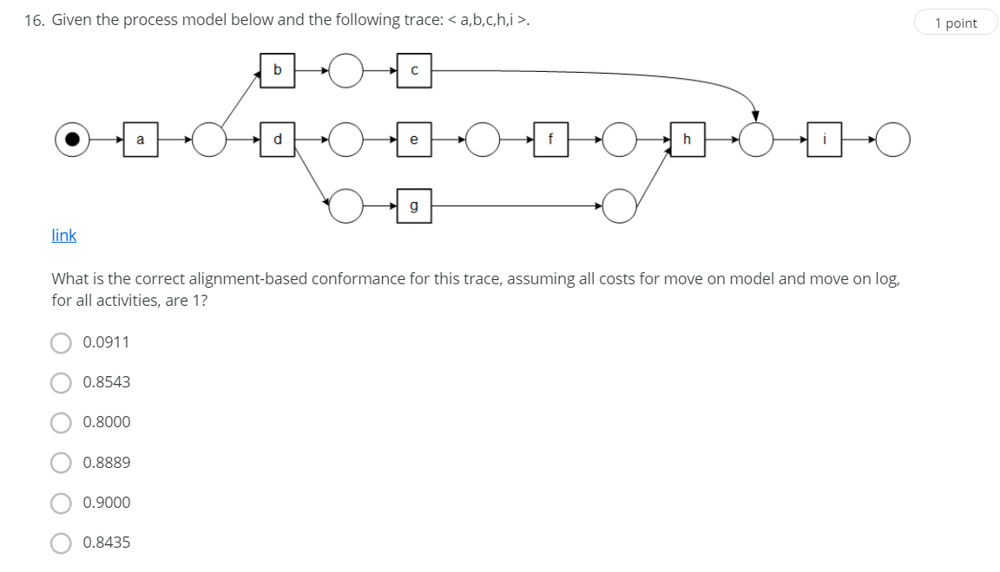 16. Given the process model below and the following trace: < a,b,c,h,i >.
1 point
b
c
a
d
e
f
h
i
g
link
What is the correct alignment-based conformance for this trace, assuming all costs for move on model and move on log,
for all activities, are 1?
0.0911
0.8543
0.8000
0.8889
0.9000
0.8435